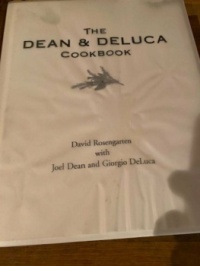 THE
DEAN & DELUCA
COOKBOOK
David Rosengarten
with
Joel Dean and Giorgio DeLuca